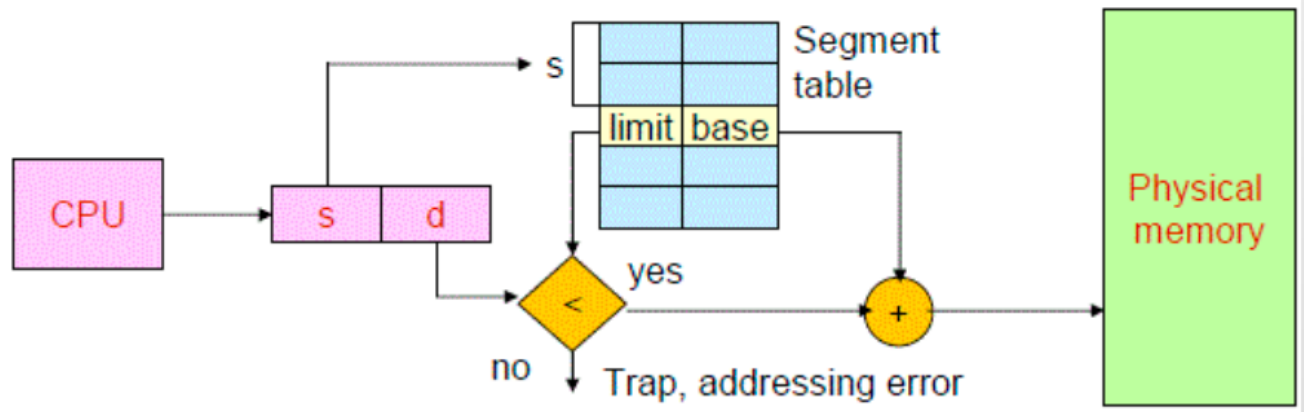 CPU
s
d
s
limit
base
Segment
table
<
yes
no
Trap, addressing error
+
Physical
memory